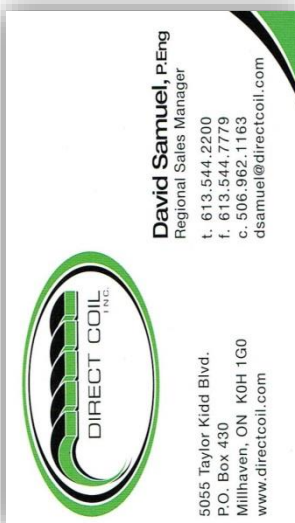 DIRECT COIL
INC.
David Samuel, P.Eng
Regional Sales Manager
t. 613.544.2200
f. 613.544.7779
c. 506.962.1163
dsamuel@directcoil.com
5055 Taylor Kidd Blvd.
P.O. Box 430
Millhaven, ON K0H 1G0
www.directcoil.com